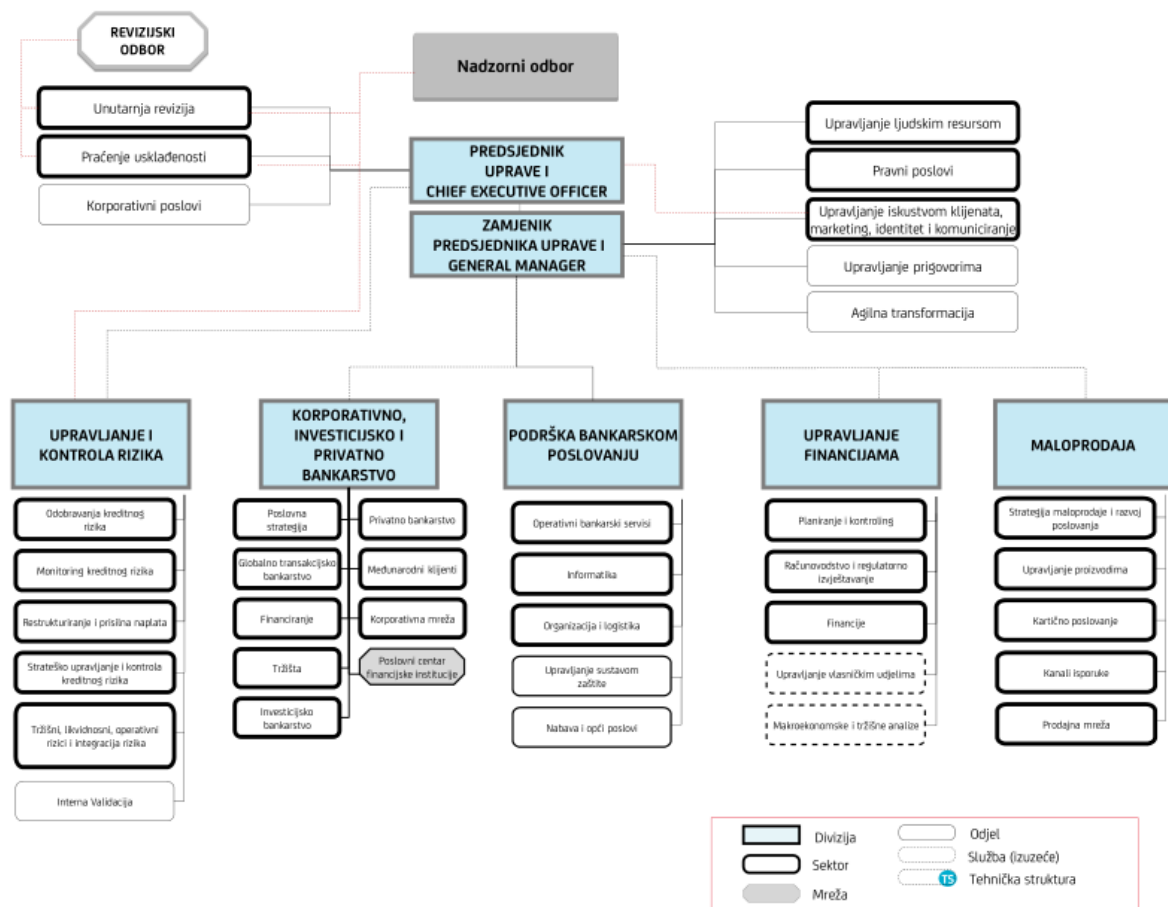 REVIZIJSKI
ODBOR
Nadzorni odbor
Unutarnja revizija
Praćenje usklađenosti
Korporativni poslovi
PREDSJEDNIK
UPRAVE I
CHIEF EXECUTIVE OFFICER
ZAMJENIK
PREDSJEDNIKA UPRAVE I
GENERAL MANAGER
Upravljanje ljudskim resursom
Pravni poslovi
Upravljanje iskustvom klijenata,
marketing, identitet i komuniciranje
Upravljanje prigovorima
Agilna transformacija
UPRAVLJANJE I
KONTROLA RIZIKA
Odobravanja kreditnog
rizika
Monitoring kreditnog rizika
Restrukturiranje i prisilna naplata
Strateško upravljanje i kontrola
kreditnog rizika
Tržišni, likvidnosni, operativni
rizici i integracija rizika
Interna Validacija
KORPORATIVNO,
INVESTICIJSKO I
PRIVATNO
BANKARSTVO
Poslovna
strategija
Privatno bankarstvo
Globalno transakcijsko
bankarstvo
Međunarodni klijenti
Financiranje
Korporativna mreža
Tržišta
Poslovni centar
financijske institucije
Investicijsko
bankarstvo
PODRŠKA BANKARSKOM
POSLOVANJU
Operativni bankarski servisi
Informatika
Organizacija i logistika
Upravljanje sustavom
zaštite
Nabava i opći poslovi
UPRAVLJANJE
FINANCIJAMA
Planiranje i kontroling
Računovodstvo i regulatorno
izvještavanje
Financije
Upravljanje vlasničkim udjelima
Makroekonomske i tržišne analize
MALOPRODAJA
Strategija maloprodaje i razvoj
poslovanja
Upravljanje proizvodima
Kartično poslovanje
Kanali isporuke
Prodajna mreža
Divizija
Sektor
Mreža
Odjel
Služba (izuzeće)
TS
Tehnička struktura